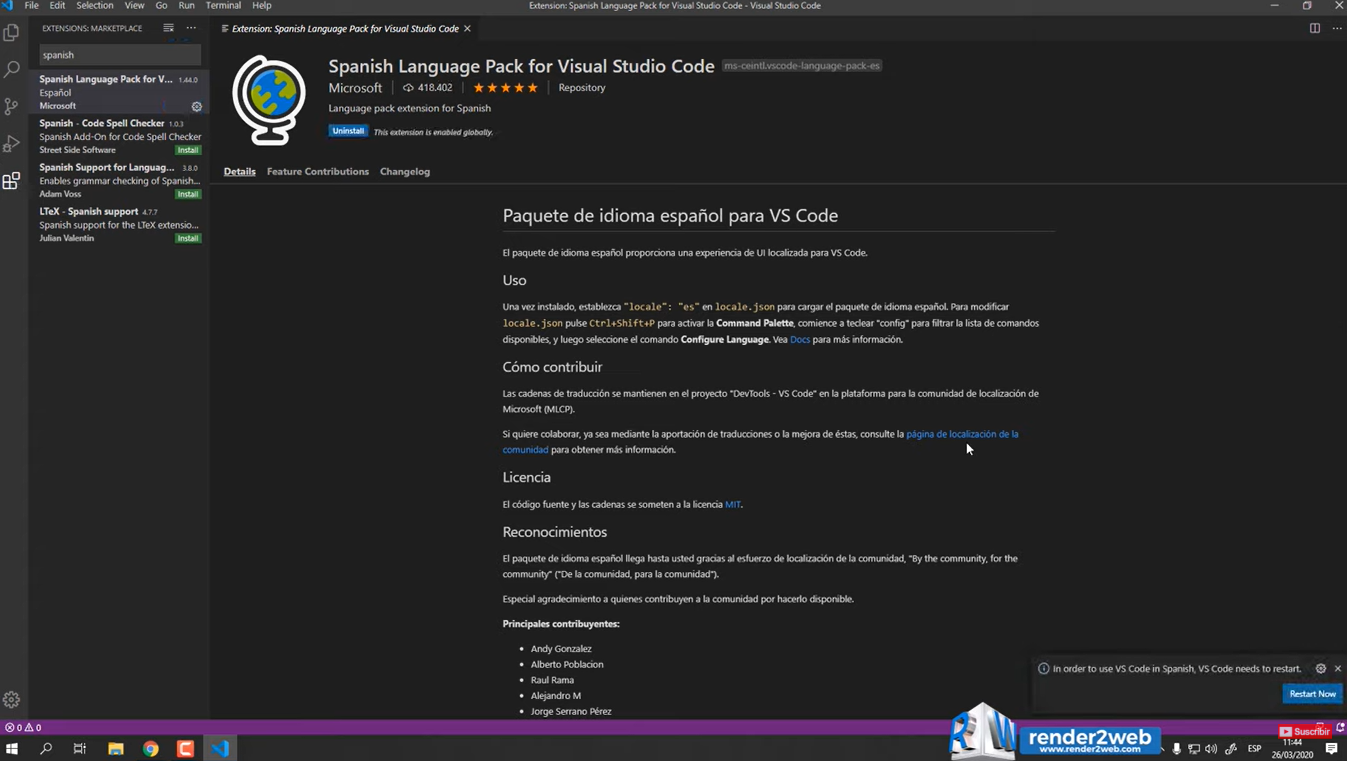 File Edit Selection View Go Run Terminal Help
Extension: Spanish Language Pack for Visual Studio Code - Visual Studio Code
EXTENSIONS: MARKETPLACE
spanish
Spanish Language Pack for V... 1.44.0
Español
Microsoft
Spanish - Code Spell Checker 1.0.3
Spanish Add-On for Code Spell Checker
Street Side Software Install
Spanish Support for Languag... 3.8.0
Enables grammar checking of Spanish...
Adam Voss Install
LTeX - Spanish support 4.7.7
Spanish support for the LTeX extensio...
Julian Valentin Install
Extension: Spanish Language Pack for Visual Studio Code
Spanish Language Pack for Visual Studio Code ms-ceintl.vscode-language-pack-es
Microsoft 418.402 Repository
Language pack extension for Spanish
Uninstall This extension is enabled globally.
Details Feature Contributions Changelog
Paquete de idioma español para VS Code
El paquete de idioma español proporciona una experiencia de UI localizada para VS Code.
Uso
Una vez instalado, establezca "locale": "es" en locale.json para cargar el paquete de idioma español. Para modificar
locale.json pulse Ctrl+Shift+P para activar la Command Palette, comience a teclear "config" para filtrar la lista de comandos
disponibles, y luego seleccione el comando Configure Language. Vea Docs para más información.
Cómo contribuir
Las cadenas de traducción se mantienen en el proyecto "DevTools - VS Code" en la plataforma para la comunidad de localización de
Microsoft (MLCP).
Si quiere colaborar, ya sea mediante la aportación de traducciones o la mejora de éstas, consulte la página de localización de la
comunidad para obtener más información.
Licencia
El código fuente y las cadenas se someten a la licencia MIT.
Reconocimientos
El paquete de idioma español llega hasta usted gracias al esfuerzo de localización de la comunidad, "By the community, for the
community" ("De la comunidad, para la comunidad").
Especial agradecimiento a quienes contribuyen a la comunidad por hacerlo disponible.
Principales contribuyentes:
Andy Gonzalez
Alberto Poblacion
Raul Rama
Alejandro M
Jorge Serrano Pérez
In order to use VS Code in Spanish, VS Code needs to restart.
Restart Now
0 0
RW render2web
www.render2web.com
Suscribir
ESP
11:44
26/03/2020